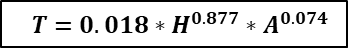 T = 0.018 * H^0.877 * A^0.074